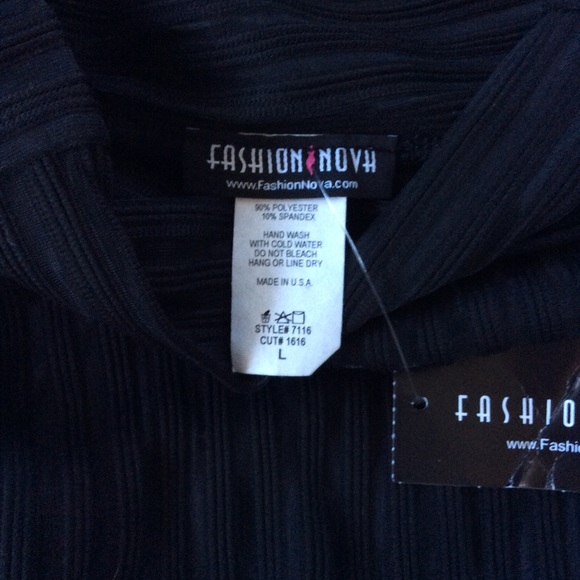 FASHION NOVA
www.FashionNova.com
90% POLYESTER
10% SPANDEX
HAND WASH
WITH COLD WATER
DO NOT BLEACH
HANG OR LINE DRY
MADE IN U.S.A
STYLE# 7116
CUT# 1616
L
FASHIO
www.Fashio